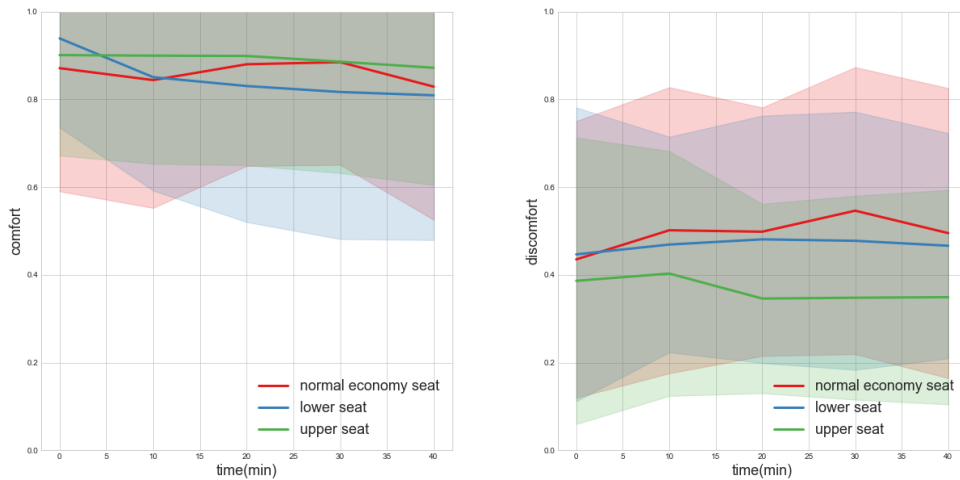 1.0
0.8
0.6
0.4
0.2
0.0
comfort
0 5 10 15 20 25 30 35 40
time(min)
normal economy seat
lower seat
upper seat
1.0
0.8
0.6
0.4
0.2
0.0
discomfort
0 5 10 15 20 25 30 35 40
time(min)
normal economy seat
lower seat
upper seat